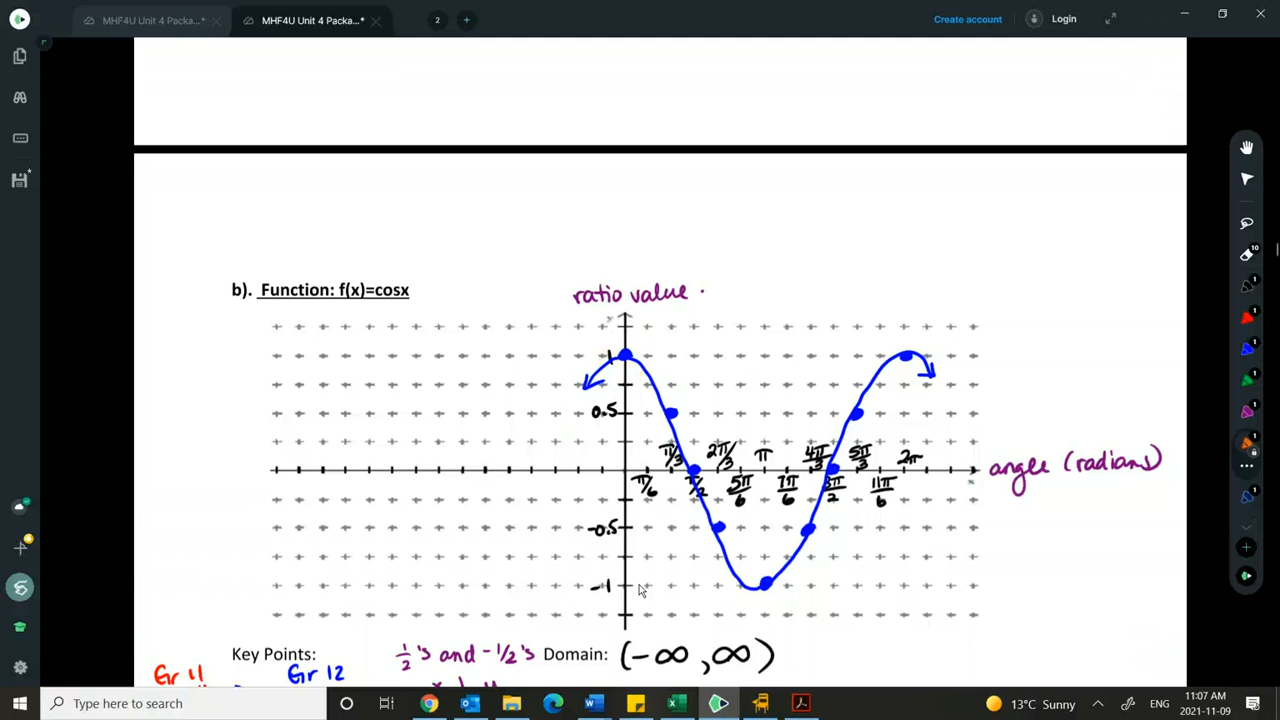 MHF4U Unit 4 Packa...*
MHF4U Unit 4 Packa...*
2
Create account
Login
b). Function: f(x)=cosx
ratio value
1
0.5
π/3 2π/3 π 4π/3 5π/3 2π
angle (radians)
π/6 π/2 5π/6 7π/6 3π/2 11π/6
-0.5
-1
Key Points:
½'s and -½'s
Domain: (-∞, ∞)
Gr 11
Gr 12
Type here to search
13°C Sunny
ENG
11:07 AM
2021-11-09